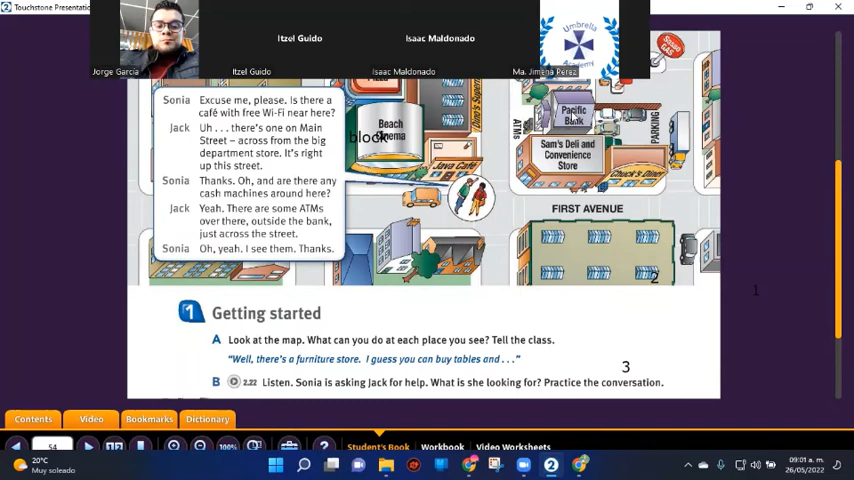 Touchstone Presentati
Jorge Garcia
Itzel Guido
Itzel Guido
Isaac Maldonado
Isaac Maldonado
Umbrella
Academy
Ma. Jimena Perez
Sonia Excuse me, please. Is there a
café with free Wi-Fi near here?
Jack Uh . . . there's one on Main
Street – across from the big
department store. It's right
up this street.
Sonia Thanks. Oh, and are there any
cash machines around here?
Jack Yeah. There are some ATMs
over there, outside the bank,
just across the street.
Sonia Oh, yeah. I see them. Thanks.
block
Beach
Cinema
Java Café
GAS
ATMs
Pacific
Bank
PARKING
Sam's Deli and
Convenience
Store
Chuck's Diner
FIRST AVENUE
2
1
1 Getting started
A Look at the map. What can you do at each place you see? Tell the class.
"Well, there's a furniture store. I guess you can buy tables and . . ."
3
B 2.22 Listen. Sonia is asking Jack for help. What is she looking for? Practice the conversation.
Contents Video Bookmarks Dictionary
54 1 2 100% ? Student's Book Workbook Video Worksheets
20°C
Muy soleado
2
09:01 a. m.
26/05/2022